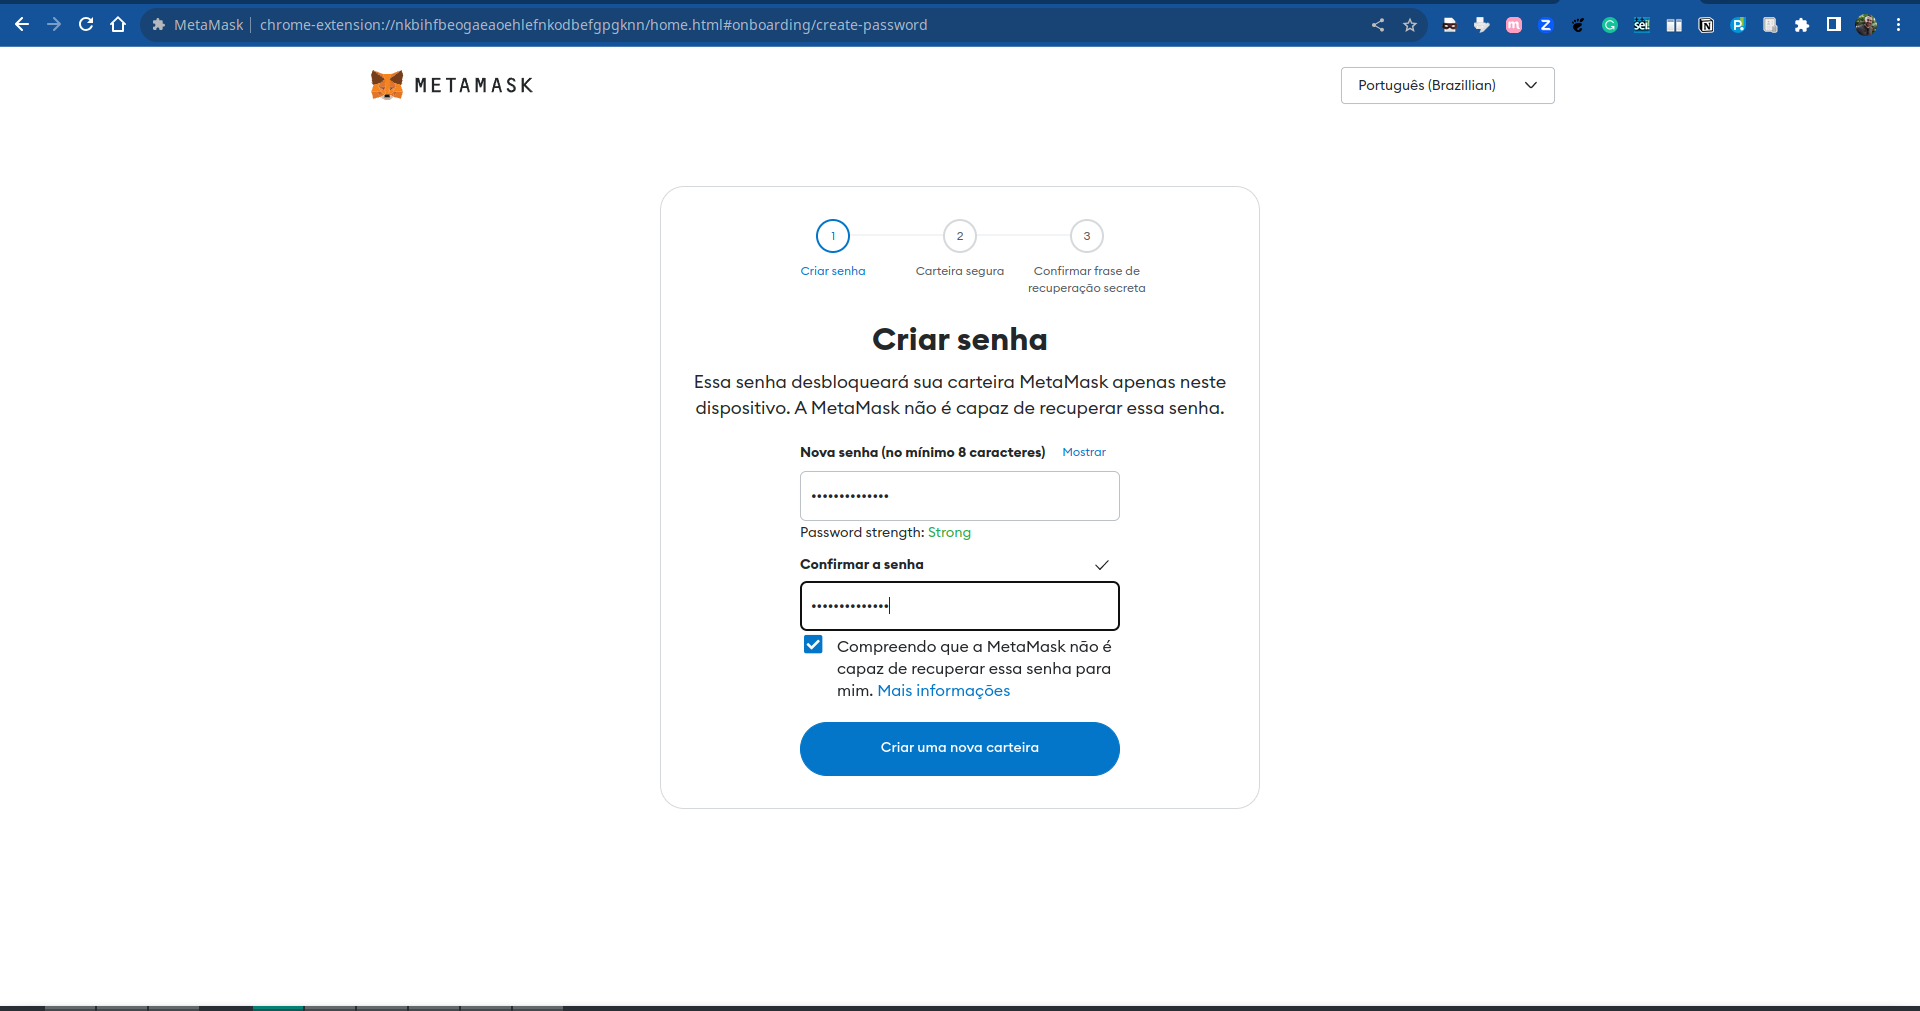 MetaMask
chrome-extension://nkbihfbeogaeaoehlefnkodbefgpgknn/home.html#onboarding/create-password
METAMASK
Português (Brazillian)
1
2
3
Criar senha
Carteira segura
Confirmar frase de
recuperação secreta
Criar senha
Essa senha desbloqueará sua carteira MetaMask apenas neste
dispositivo. A MetaMask não é capaz de recuperar essa senha.
Nova senha (no mínimo 8 caracteres) Mostrar
••••••••••••••
Password strength: Strong
Confirmar a senha
••••••••••••••
Compreendo que a MetaMask não é
capaz de recuperar essa senha para
mim. Mais informações
Criar uma nova carteira